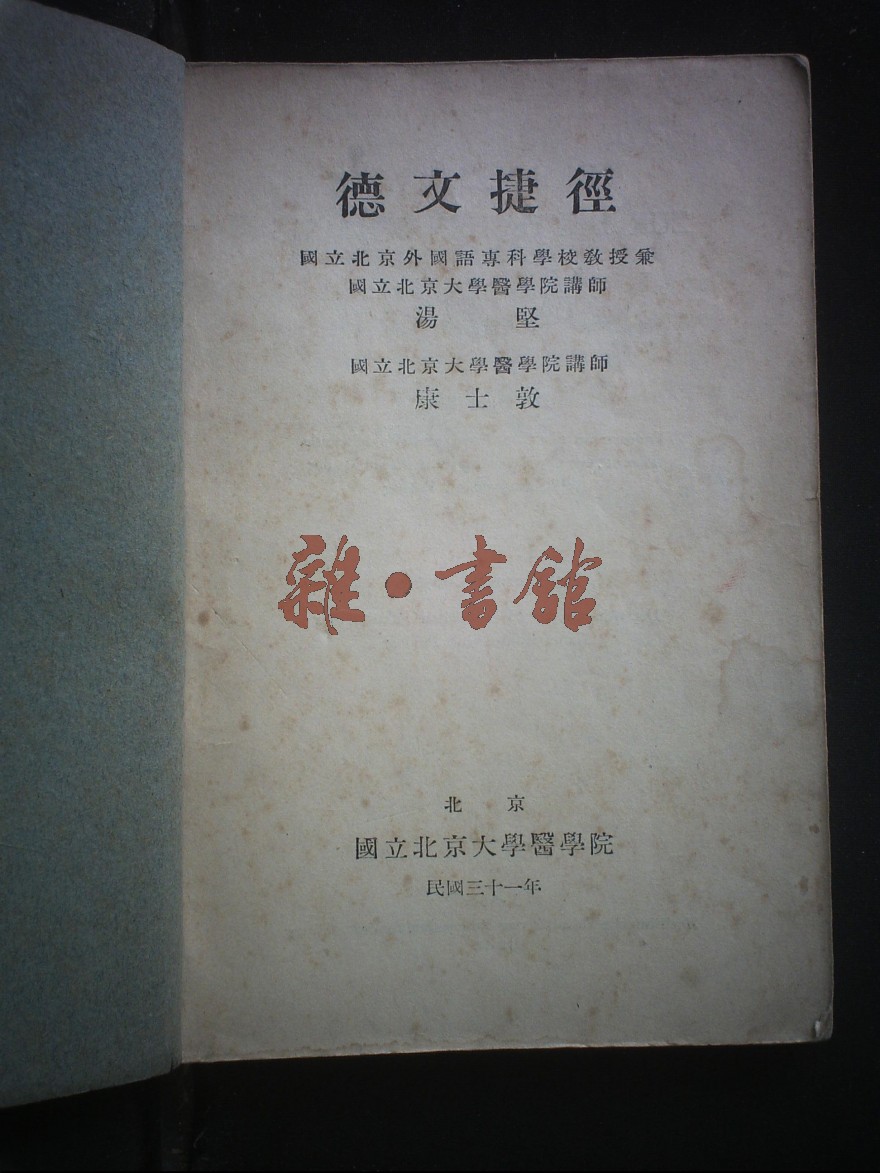 德文捷徑
國立北京外國語專科學校敎授兼
國立北京大學醫學院講師
湯堅
國立北京大學醫學院講師
康士敦
雜·書館
北京
國立北京大學醫學院
民國三十一年